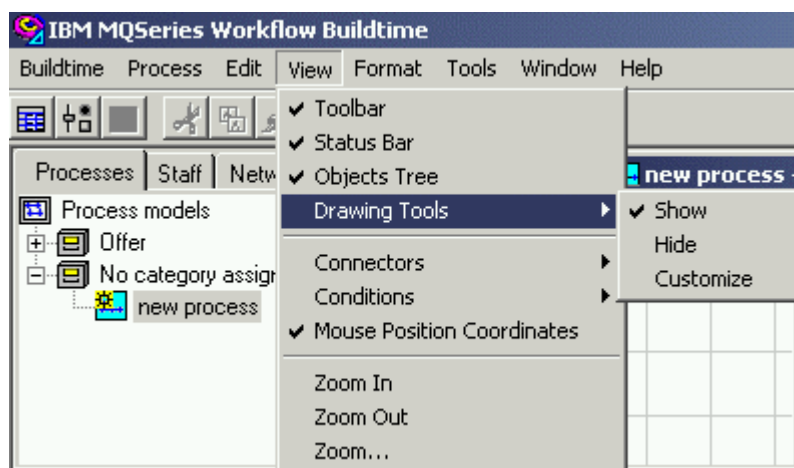 IBM MQSeries Workflow Buildtime
Buildtime Process Edit View Format Tools Window Help
Toolbar
Status Bar
Objects Tree
Drawing Tools
Connectors
Conditions
Mouse Position Coordinates
Zoom In
Zoom Out
Zoom...
Show
Hide
Customize
Processes Staff Netw
Process models
Offer
No category assigr
new process
new process -